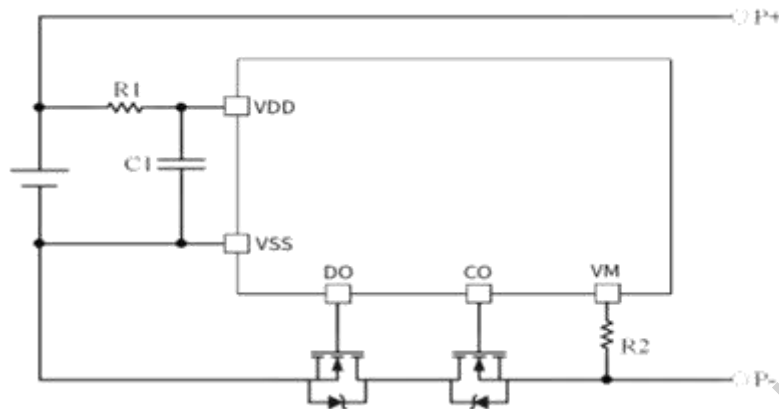 P+
R1
VDD
C1
VSS
DO CO VM
R2
P-